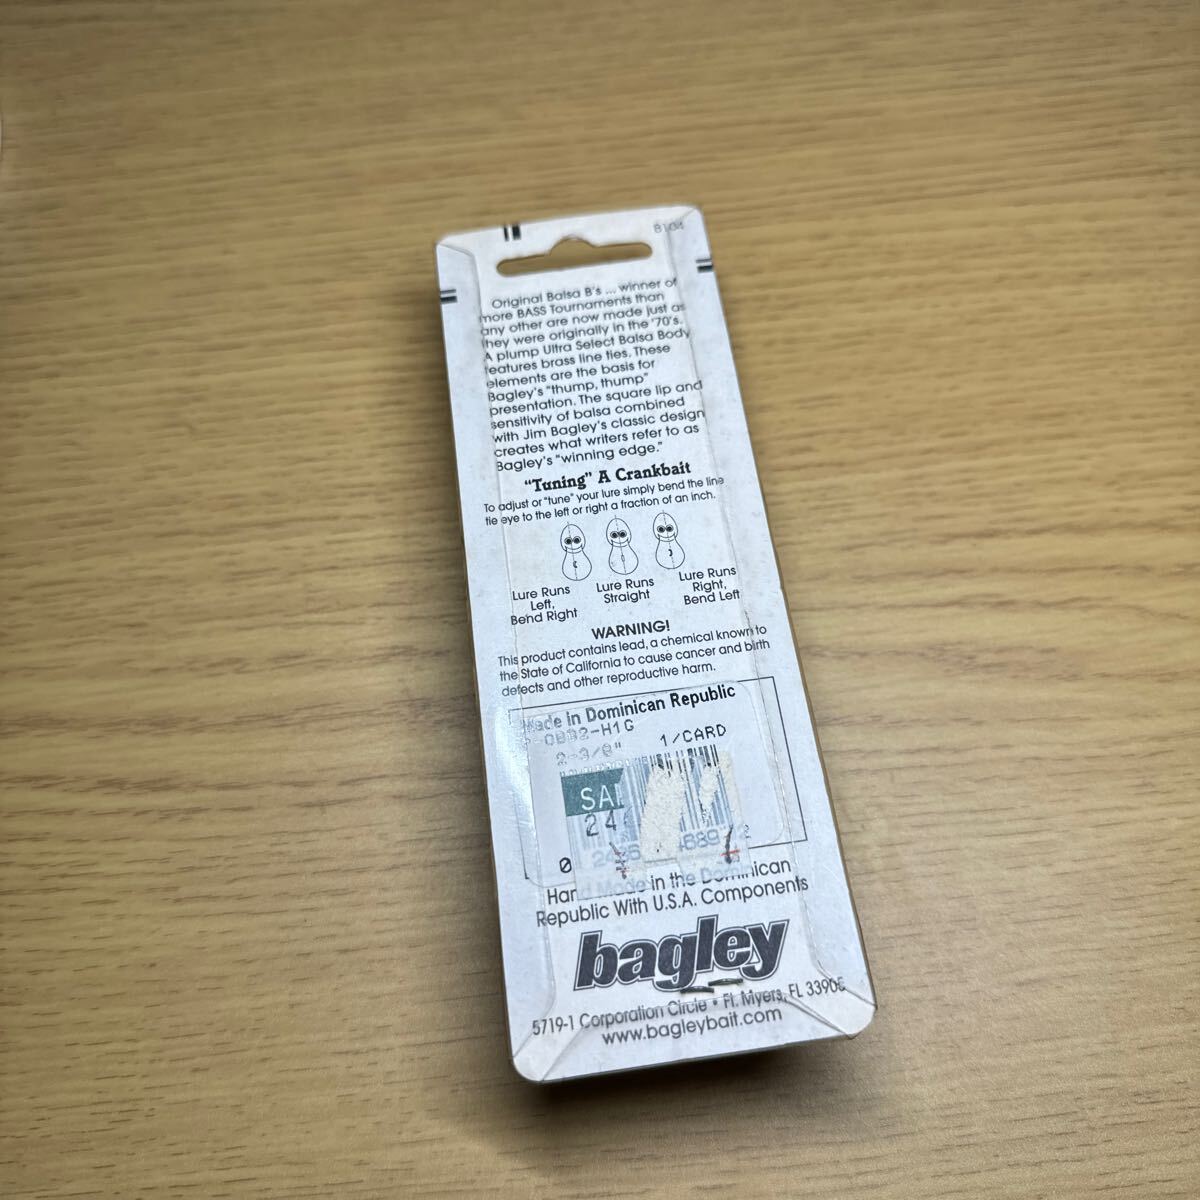 8104
Original Balsa B's ... winner of
more BASS Tournaments than
any other are now made just as
they were originally in the '70's.
A plump Ultra Select Balsa Body
features brass line ties. These
elements are the basis for
Bagley's "thump, thump"
presentation. The square lip and
sensitivity of balsa combined
with Jim Bagley's classic design
creates what writers refer to as
Bagley's "winning edge."
"Tuning" A Crankbait
To adjust or "tune" your lure simply bend the line
tie eye to the left or right a fraction of an inch.
Lure Runs
Left,
Bend Right
Lure Runs
Straight
Lure Runs
Right,
Bend Left
WARNING!
This product contains lead, a chemical known to
the State of California to cause cancer and birth
defects and other reproductive harm.
Made in Dominican Republic
1/CARD
Hand Made in the Dominican
Republic With U.S.A. Components
bagley
5719-1 Corporation Circle • Ft. Myers, FL 33905
www.bagleybait.com